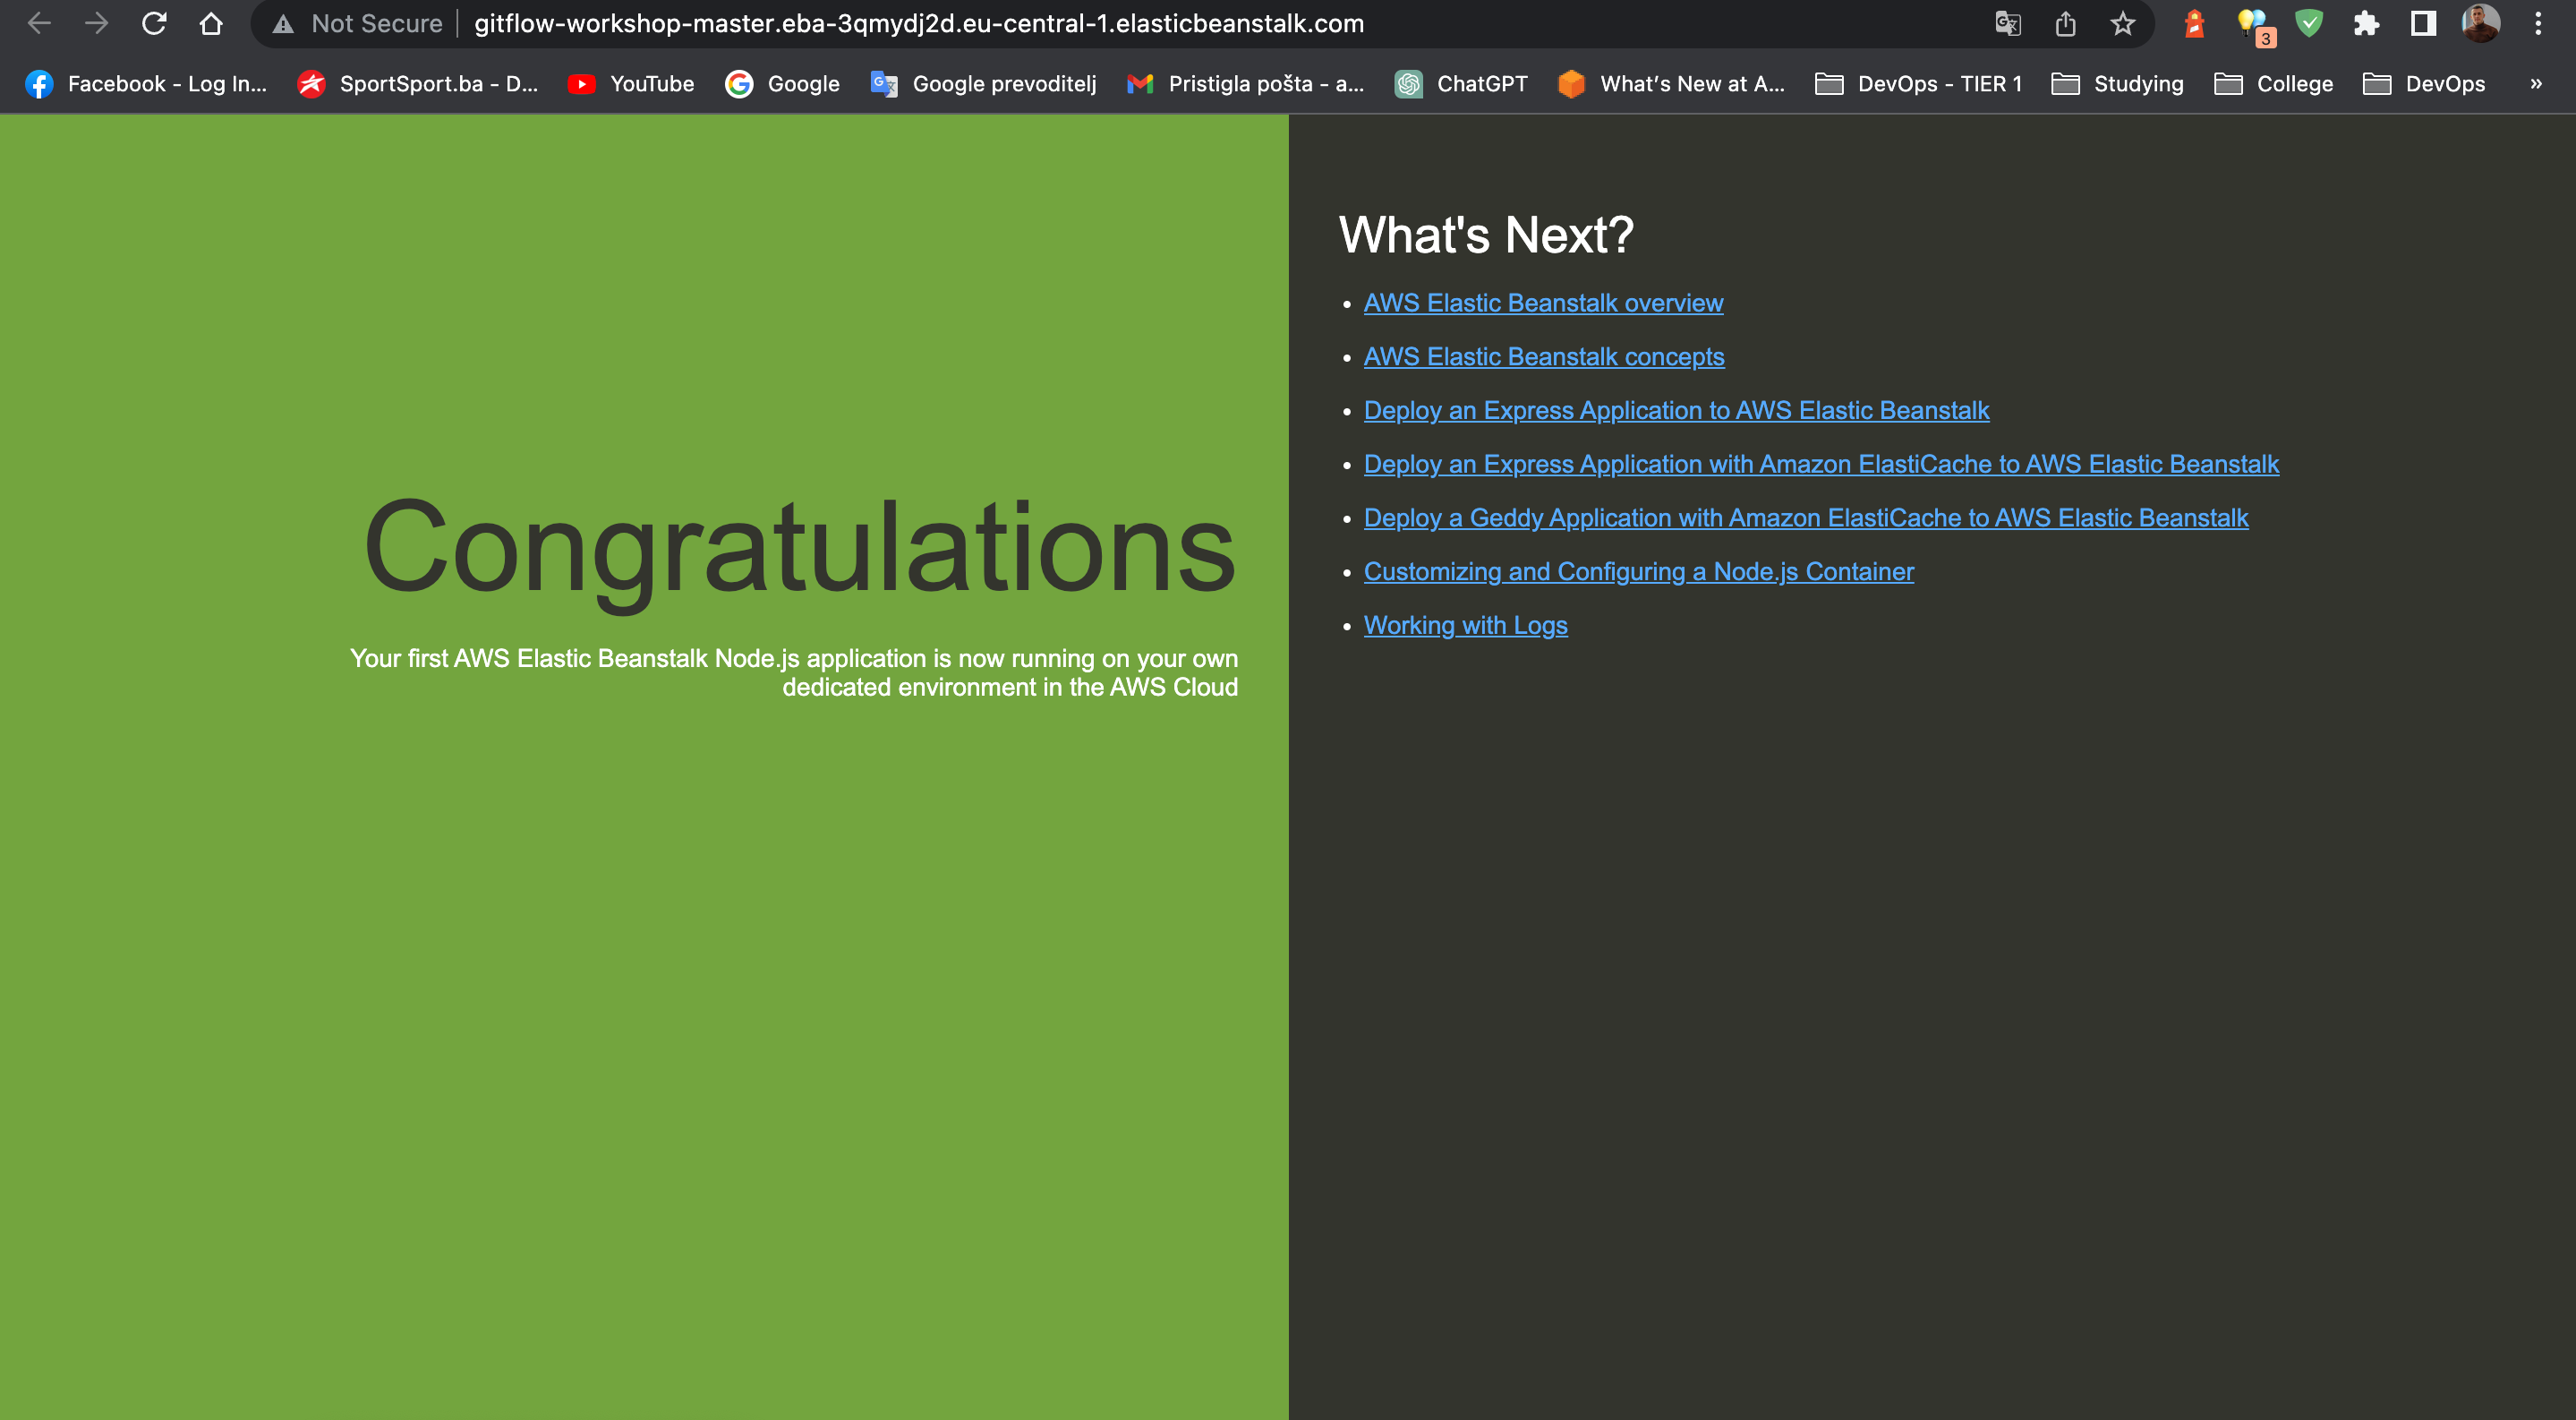 Not Secure gitflow-workshop-master.eba-3qmydj2d.eu-central-1.elasticbeanstalk.com
3
Facebook - Log In... SportSport.ba - D... YouTube Google Google prevoditelj Pristigla pošta - a... ChatGPT What's New at A... DevOps - TIER 1 Studying College DevOps »
Congratulations
Your first AWS Elastic Beanstalk Node.js application is now running on your own
dedicated environment in the AWS Cloud
What's Next?
• AWS Elastic Beanstalk overview
• AWS Elastic Beanstalk concepts
• Deploy an Express Application to AWS Elastic Beanstalk
• Deploy an Express Application with Amazon ElastiCache to AWS Elastic Beanstalk
• Deploy a Geddy Application with Amazon ElastiCache to AWS Elastic Beanstalk
• Customizing and Configuring a Node.js Container
• Working with Logs